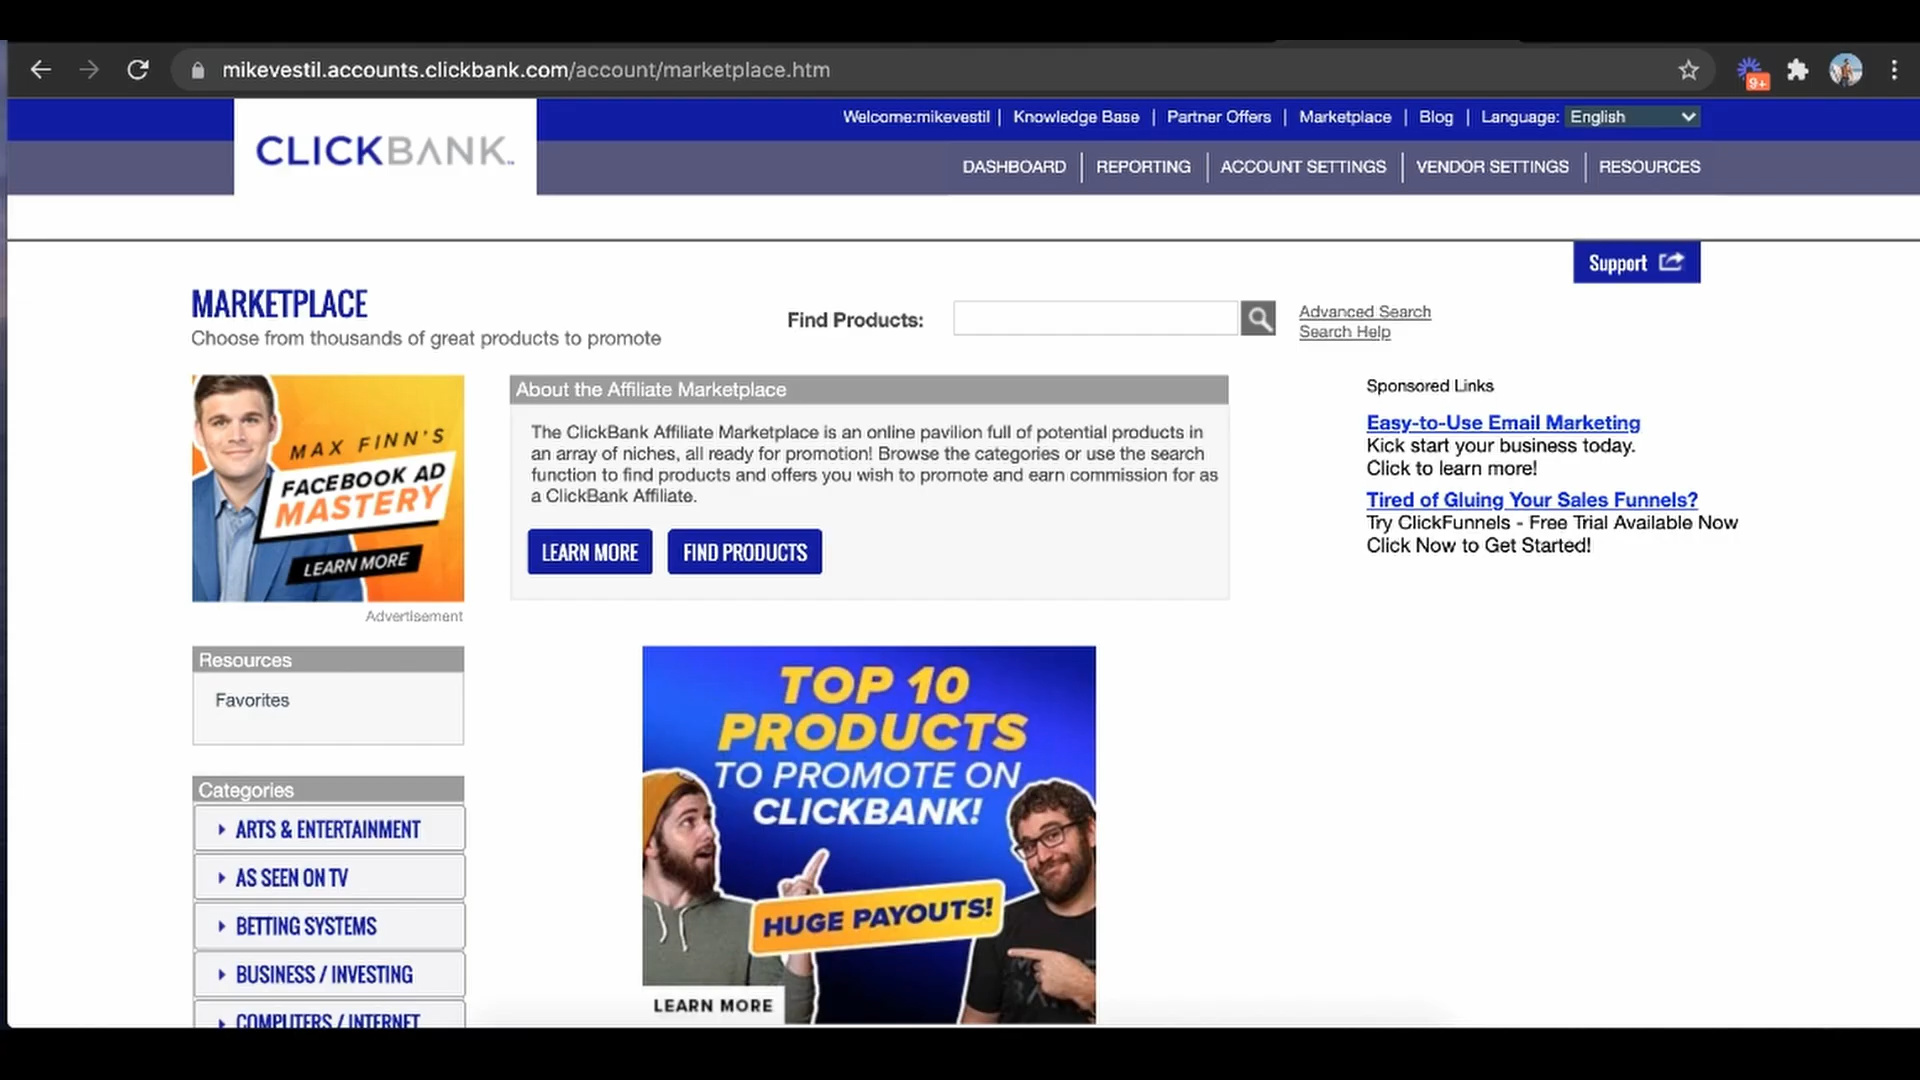 mikevestil.accounts.clickbank.com/account/marketplace.htm
9+
Welcome:mikevestil | Knowledge Base | Partner Offers | Marketplace | Blog | Language: English
CLICKBANK
DASHBOARD | REPORTING | ACCOUNT SETTINGS | VENDOR SETTINGS | RESOURCES
Support
MARKETPLACE
Choose from thousands of great products to promote
Find Products:
Advanced Search
Search Help
MAX FINN'S
FACEBOOK AD
MASTERY
LEARN MORE
Advertisement
About the Affiliate Marketplace
The ClickBank Affiliate Marketplace is an online pavilion full of potential products in
an array of niches, all ready for promotion! Browse the categories or use the search
function to find products and offers you wish to promote and earn commission for as
a ClickBank Affiliate.
LEARN MORE
FIND PRODUCTS
Sponsored Links
Easy-to-Use Email Marketing
Kick start your business today.
Click to learn more!
Tired of Gluing Your Sales Funnels?
Try ClickFunnels - Free Trial Available Now
Click Now to Get Started!
Resources
Favorites
Categories
ARTS & ENTERTAINMENT
AS SEEN ON TV
BETTING SYSTEMS
BUSINESS / INVESTING
COMPUTERS / INTERNET
TOP 10
PRODUCTS
TO PROMOTE ON
CLICKBANK!
HUGE PAYOUTS!
LEARN MORE